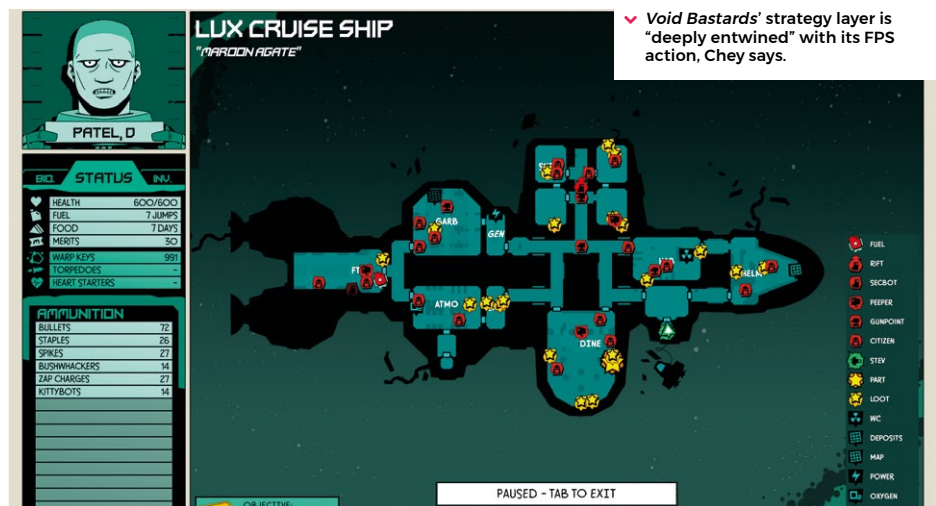 LUX CRUISE SHIP
"MAROON AGATE"
Void Bastards' strategy layer is
"deeply entwined" with its FPS
action, Chey says.
PATEL, D
BIO. STATUS INV.
HEALTH 600/600
FUEL 7 JUMPS
FOOD 7 DAYS
MERITS 30
WARP KEYS 991
TORPEDOES -
HEART STARTERS -
AMMUNITION
BULLETS 72
STAPLES 26
SPIKES 27
BUSHWHACKERS 14
ZAP CHARGES 27
KITTYBOTS 14
GARB
GEN
ATMO
DINE
HELM
FUEL
RIFT
SECBOT
PEEPER
GUNPOINT
CITIZEN
STEV
PART
LOOT
WC
DEPOSITS
MAP
POWER
OXYGEN
PAUSED - TAB TO EXIT
OBJECTIVE